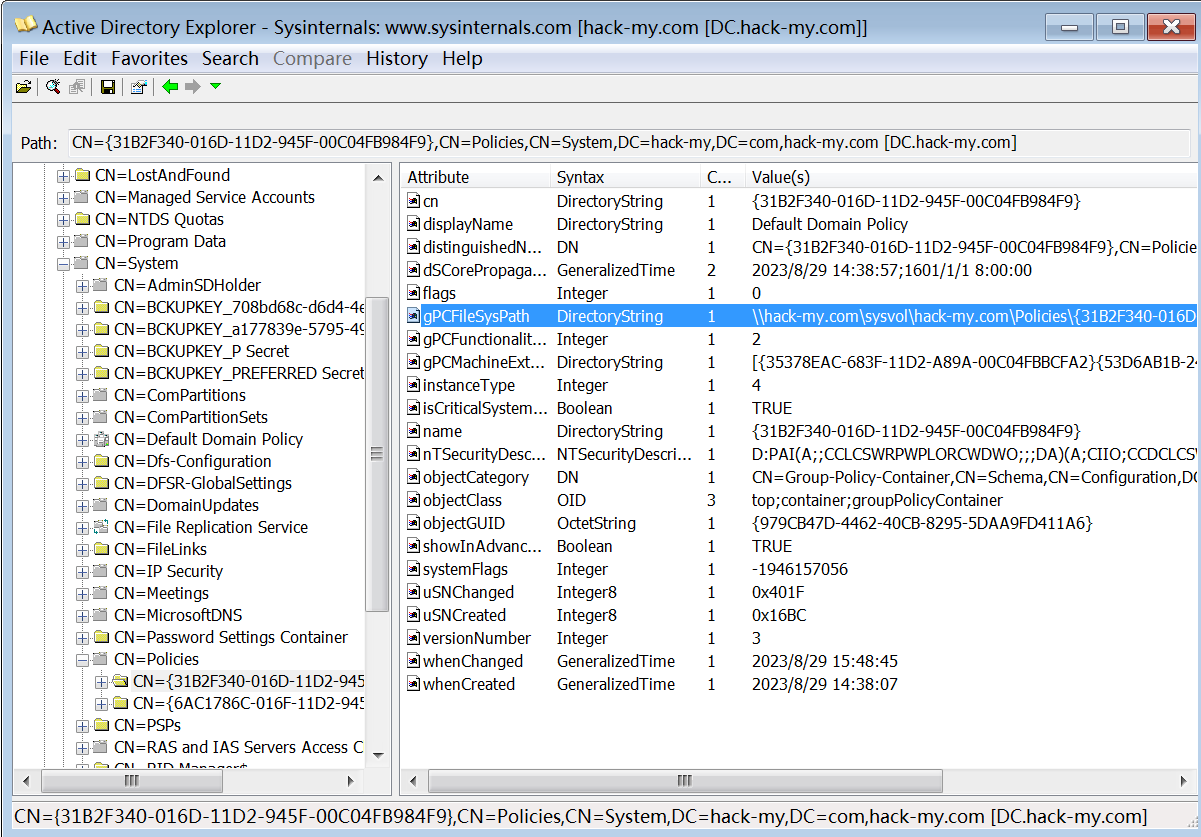 Active Directory Explorer - Sysinternals: www.sysinternals.com [hack-my.com [DC.hack-my.com]]
File Edit Favorites Search Compare History Help
Path: CN={31B2F340-016D-11D2-945F-00C04FB984F9},CN=Policies,CN=System,DC=hack-my,DC=com,hack-my.com [DC.hack-my.com]
CN=LostAndFound
CN=Managed Service Accounts
CN=NTDS Quotas
CN=Program Data
CN=System
CN=AdminSDHolder
CN=BCKUPKEY_708bd68c-d6d4-4e
CN=BCKUPKEY_a177839e-5795-49
CN=BCKUPKEY_P Secret
CN=BCKUPKEY_PREFERRED Secret
CN=ComPartitions
CN=ComPartitionSets
CN=Default Domain Policy
CN=Dfs-Configuration
CN=DFSR-GlobalSettings
CN=DomainUpdates
CN=File Replication Service
CN=FileLinks
CN=IP Security
CN=Meetings
CN=MicrosoftDNS
CN=Password Settings Container
CN=Policies
CN={31B2F340-016D-11D2-945
CN={6AC1786C-016F-11D2-945
CN=PSPs
CN=RAS and IAS Servers Access C
CN=RID Manager$
Attribute Syntax C... Value(s)
cn DirectoryString 1 {31B2F340-016D-11D2-945F-00C04FB984F9}
displayName DirectoryString 1 Default Domain Policy
distinguishedN... DN 1 CN={31B2F340-016D-11D2-945F-00C04FB984F9},CN=Policie
dSCorePropaga... GeneralizedTime 2 2023/8/29 14:38:57;1601/1/1 8:00:00
flags Integer 1 0
gPCFileSysPath DirectoryString 1 \\hack-my.com\sysvol\hack-my.com\Policies\{31B2F340-016D
gPCFunctionalit... Integer 1 2
gPCMachineExt... DirectoryString 1 [{35378EAC-683F-11D2-A89A-00C04FBBCFA2}{53D6AB1B-24
instanceType Integer 1 4
isCriticalSystem... Boolean 1 TRUE
name DirectoryString 1 {31B2F340-016D-11D2-945F-00C04FB984F9}
nTSecurityDesc... NTSecurityDescri... 1 D:PAI(A;;CCLCSWRPWPLORCWDWO;;;DA)(A;CIIO;CCDCLCSW
objectCategory DN 1 CN=Group-Policy-Container,CN=Schema,CN=Configuration,DC
objectClass OID 3 top;container;groupPolicyContainer
objectGUID OctetString 1 {979CB47D-4462-40CB-8295-5DAA9FD411A6}
showInAdvanc... Boolean 1 TRUE
systemFlags Integer 1 -1946157056
uSNChanged Integer8 1 0x401F
uSNCreated Integer8 1 0x16BC
versionNumber Integer 1 3
whenChanged GeneralizedTime 1 2023/8/29 15:48:45
whenCreated GeneralizedTime 1 2023/8/29 14:38:07
CN={31B2F340-016D-11D2-945F-00C04FB984F9},CN=Policies,CN=System,DC=hack-my,DC=com,hack-my.com [DC.hack-my.com]